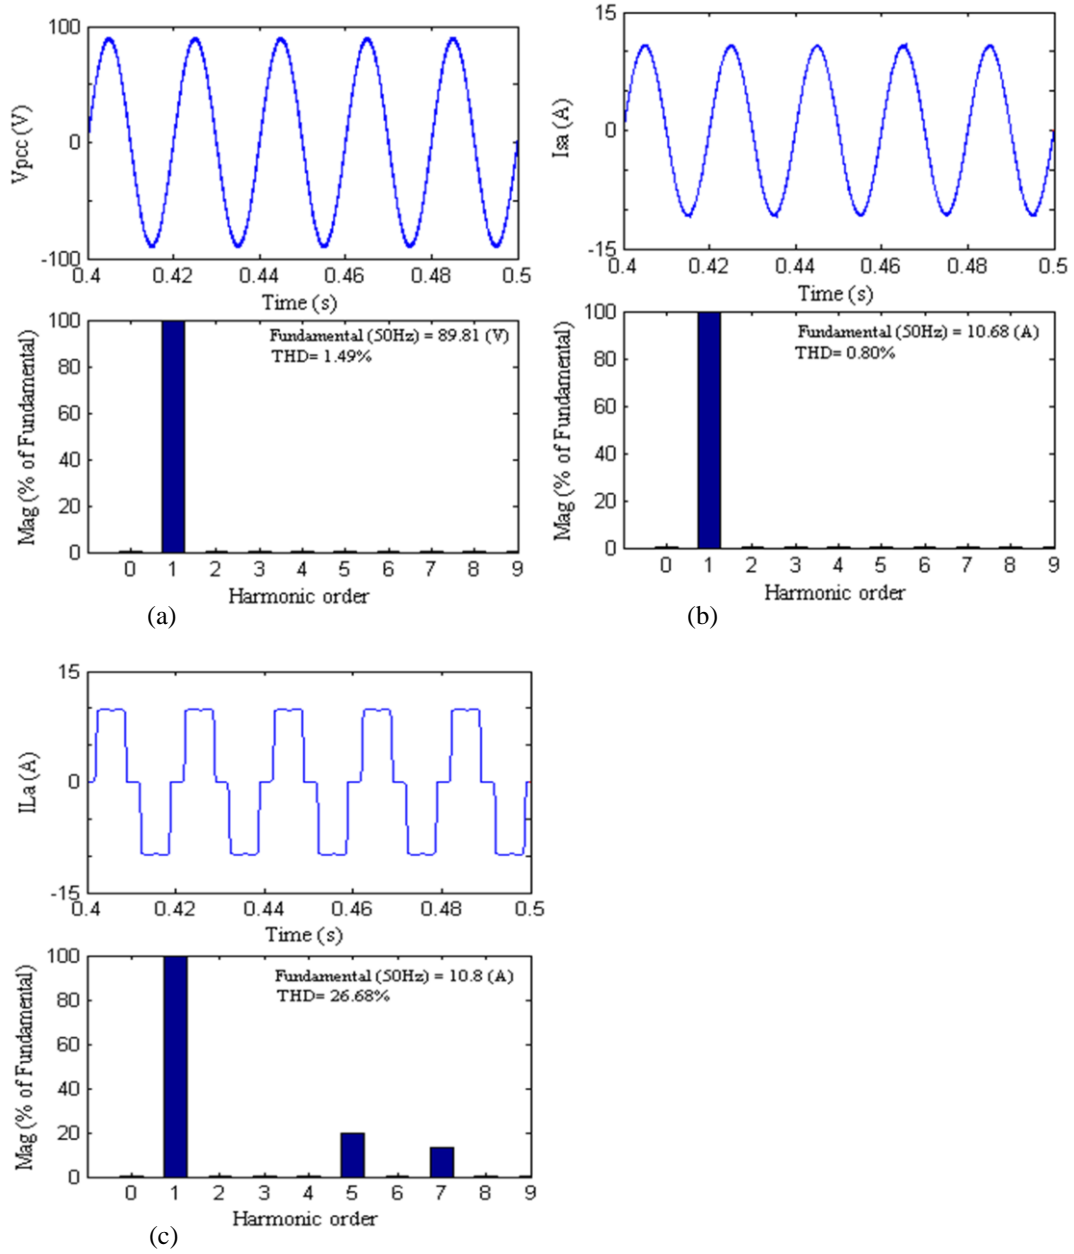 100
0
-100
Vpcc (V)
0.4 0.42 0.44 0.46 0.48 0.5
Time (s)
100
80
60
40
20
0
Mag (% of Fundamental)
Fundamental (50Hz) = 89.81 (V)
THD= 1.49%
0 1 2 3 4 5 6 7 8 9
Harmonic order
(a)
15
0
-15
Isa (A)
0.4 0.42 0.44 0.46 0.48 0.5
Time (s)
100
80
60
40
20
0
Mag (% of Fundamental)
Fundamental (50Hz) = 10.68 (A)
THD= 0.80%
0 1 2 3 4 5 6 7 8 9
Harmonic order
(b)
15
0
-15
ILa (A)
0.4 0.42 0.44 0.46 0.48 0.5
Time (s)
100
80
60
40
20
0
Mag (% of Fundamental)
Fundamental (50Hz) = 10.8 (A)
THD= 26.68%
0 1 2 3 4 5 6 7 8 9
Harmonic order
(c)